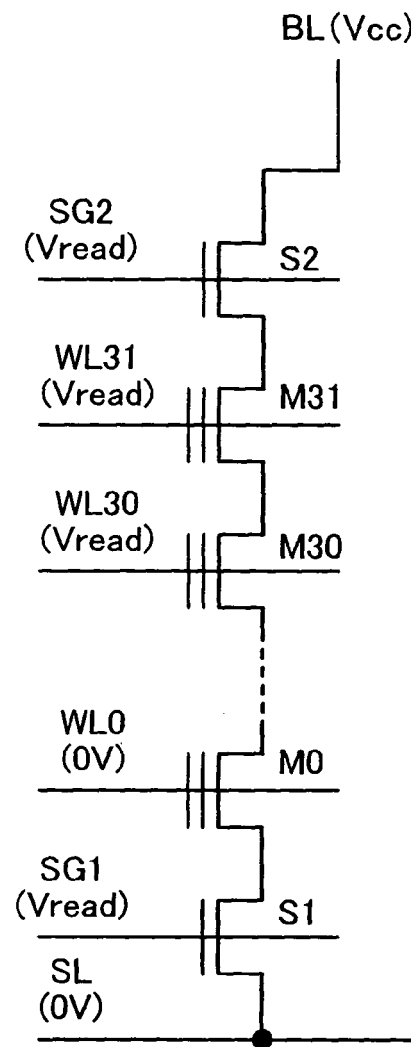 BL(Vcc)
SG2
(Vread)
S2
WL31
(Vread)
M31
WL30
(Vread)
M30
WL0
(0V)
M0
SG1
(Vread)
S1
SL
(0V)